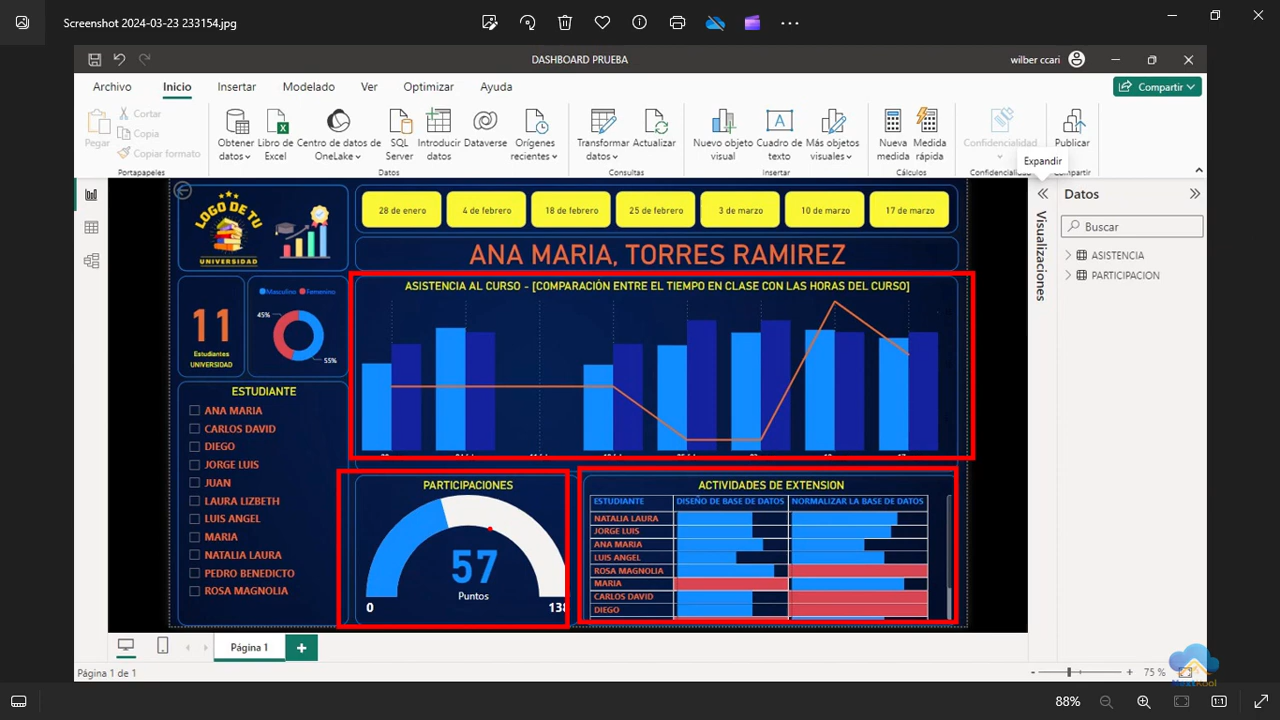 Screenshot 2024-03-23 233154.jpg
DASHBOARD PRUEBA
wilber ccari
Archivo
Inicio
Insertar
Modelado
Ver
Optimizar
Ayuda
Compartir
Pegar
Cortar
Copia
Copiar formato
Obtener datos
Libro de Excel
Centro de datos de OneLake
SQL Server
Introducir datos
Dataverse
Orígenes recientes
Transformar datos
Actualizar
Nuevo objeto visual
Cuadro de texto
Más objetos visuales
Nueva medida
Medida rápida
Confidencialidad
Publicar
Expandir
Portapapeles
Datos
Consultas
Insertar
Cálculos
Compartir
LOGO DE TU
UNIVERSIDAD
28 de enero
4 de febrero
18 de febrero
25 de febrero
3 de marzo
10 de marzo
17 de marzo
ANA MARIA, TORRES RAMIREZ
11
Estudiantes
UNIVERSIDAD
Masculino
Femenino
45%
55%
ASISTENCIA AL CURSO - [COMPARACIÓN ENTRE EL TIEMPO EN CLASE CON LAS HORAS DEL CURSO]
ESTUDIANTE
ANA MARIA
CARLOS DAVID
DIEGO
JORGE LUIS
JUAN
LAURA LIZBETH
LUIS ANGEL
MARIA
NATALIA LAURA
PEDRO BENEDICTO
ROSA MAGNOLIA
PARTICIPACIONES
57
Puntos
0
ACTIVIDADES DE EXTENSION
ESTUDIANTE DISEÑO DE BASE DE DATOS NORMALIZAR LA BASE DE DATOS
NATALIA LAURA
JORGE LUIS
ANA MARIA
LUIS ANGEL
ROSA MAGNOLIA
MARIA
CARLOS DAVID
DIEGO
Visualizaciones
Datos
Buscar
ASISTENCIA
PARTICIPACION
Página 1
Página 1 de 1
75 %
88%